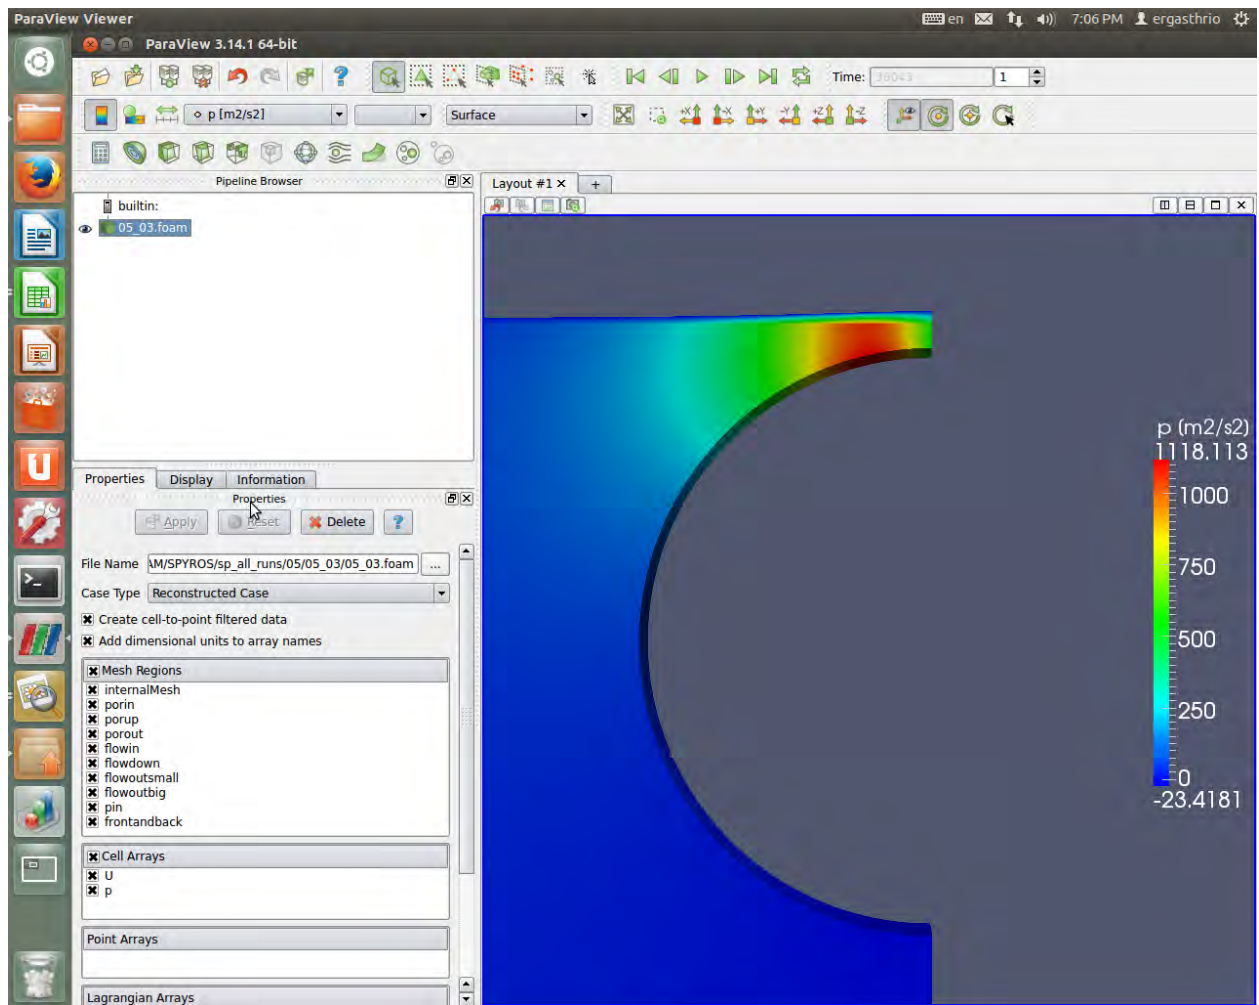 ParaView Viewer
en 7:06 PM ergasthrio
ParaView 3.14.1 64-bit
Time: 38043 1
p [m2/s2] Surface
+X -X +Y -Y +Z -Z
Pipeline Browser
Layout #1
builtin:
05_03.foam
Properties Display Information
Properties
Apply Reset Delete ?
File Name AM/SPYROS/sp_all_runs/05/05_03/05_03.foam ...
Case Type Reconstructed Case
Create cell-to-point filtered data
Add dimensional units to array names
Mesh Regions
internalMesh
porin
porup
porout
flowin
flowdown
flowoutsmall
flowoutbig
pin
frontandback
Cell Arrays
U
p
Point Arrays
Lagrangian Arrays
p (m2/s2)
1118.113
1000
750
500
250
0
-23.4181